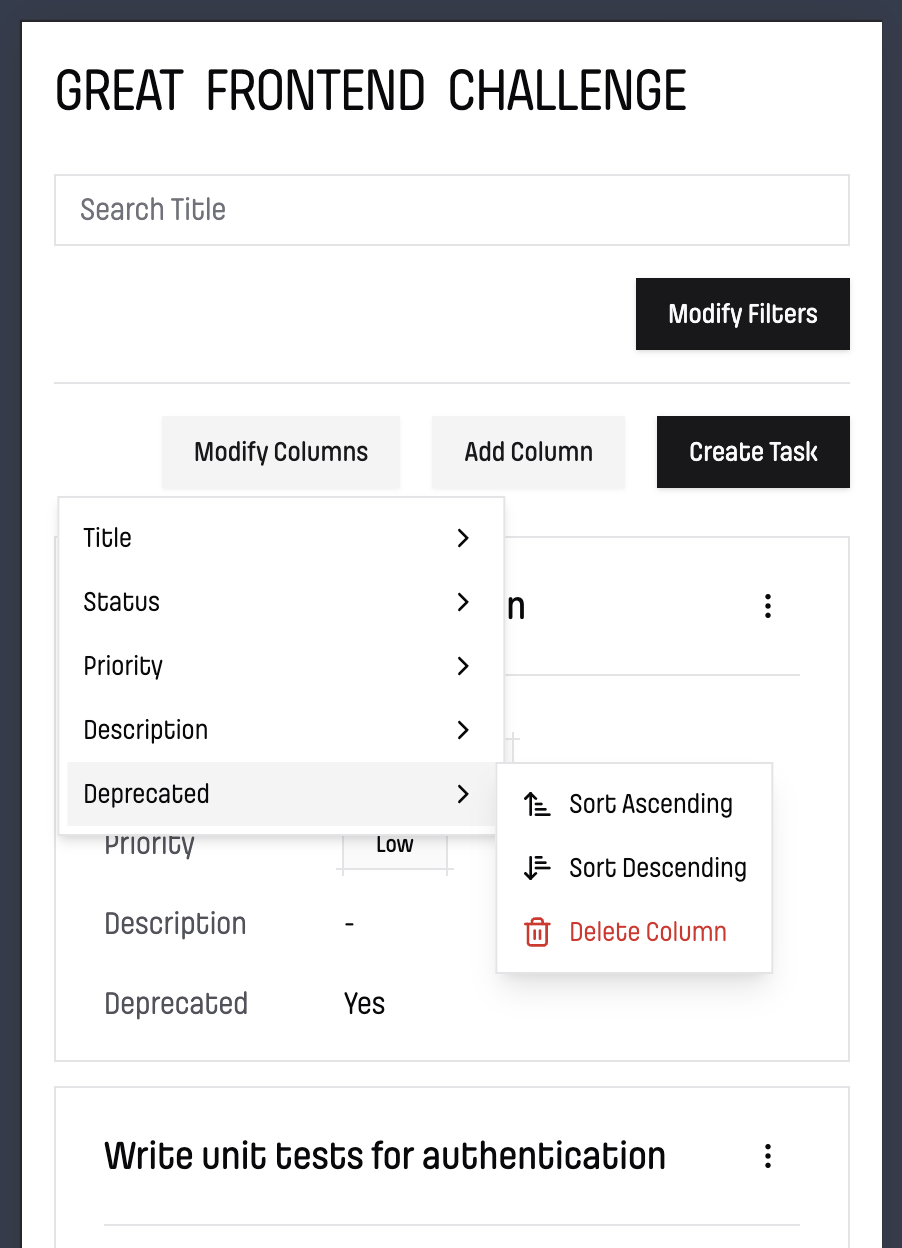 GREAT FRONTEND CHALLENGE
Search Title
Modify Filters
Modify Columns
Add Column
Create Task
Title
Status
Priority
Description
Deprecated
Sort Ascending
Sort Descending
Delete Column
n
Priority
Low
Description
-
Deprecated
Yes
Write unit tests for authentication